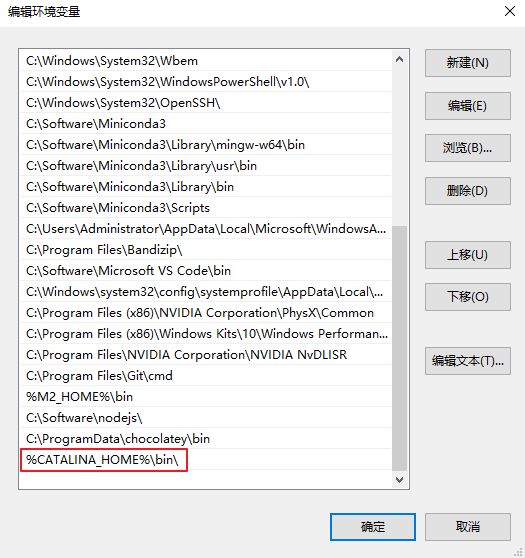 编辑环境变量
C:\Windows\System32\Wbem
新建(N)
C:\Windows\System32\WindowsPowerShell\v1.0\
C:\Windows\System32\OpenSSH\
编辑(E)
C:\Software\Miniconda3
C:\Software\Miniconda3\Library\mingw-w64\bin
浏览(B)...
C:\Software\Miniconda3\Library\usr\bin
C:\Software\Miniconda3\Library\bin
删除(D)
C:\Software\Miniconda3\Scripts
C:\Users\Administrator\AppData\Local\Microsoft\WindowsA...
C:\Program Files\Bandizip\
上移(U)
C:\Software\Microsoft VS Code\bin
C:\Windows\system32\config\systemprofile\AppData\Local\...
下移(O)
C:\Program Files (x86)\NVIDIA Corporation\PhysX\Common
C:\Program Files (x86)\Windows Kits\10\Windows Performan...
C:\Program Files\NVIDIA Corporation\NVIDIA NvDLISR
编辑文本(T)...
C:\Program Files\Git\cmd
%M2_HOME%\bin
C:\Software\nodejs\
C:\ProgramData\chocolatey\bin
%CATALINA_HOME%\bin\
确定
取消